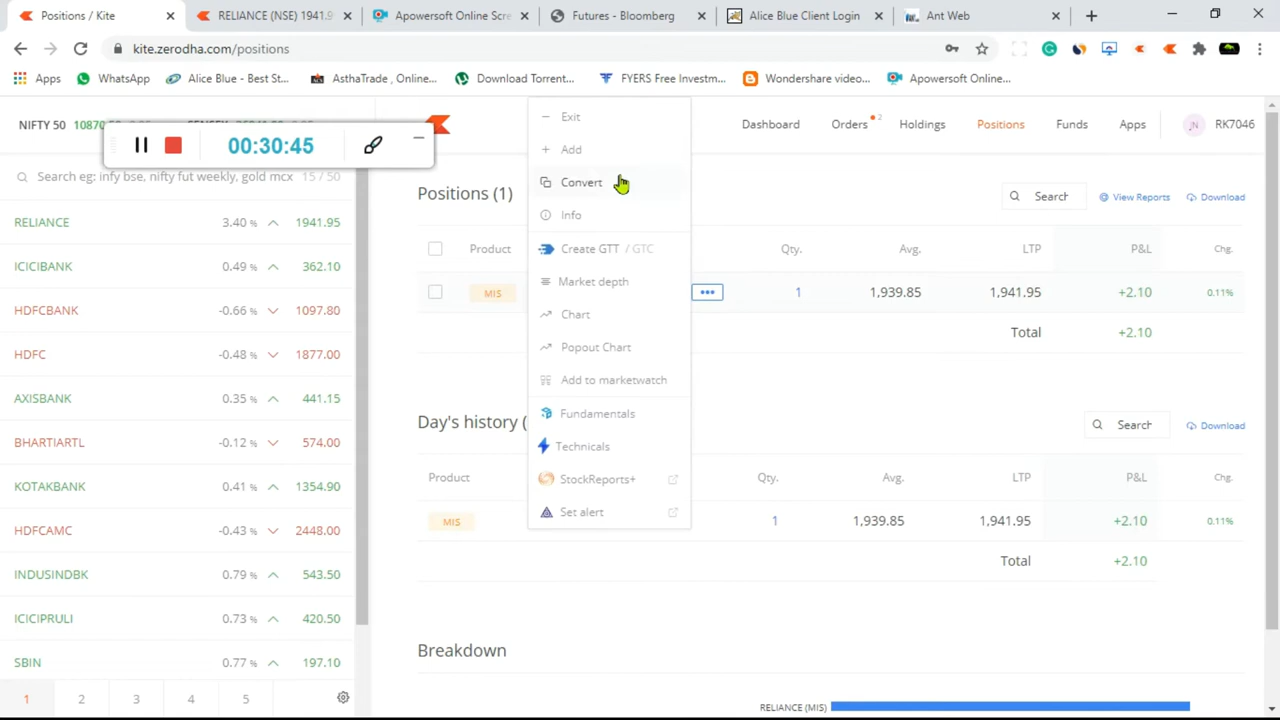 Positions / Kite
RELIANCE (NSE) 1941.9
Apowersoft Online Scre
Futures - Bloomberg
Alice Blue Client Login
Ant Web
kite.zerodha.com/positions
Apps
WhatsApp
Alice Blue - Best St...
AsthaTrade , Online...
Download Torrent...
FYERS Free Investm...
Wondershare video...
Apowersoft Online...
NIFTY 50 10870
00:30:45
Dashboard
Orders 2
Holdings
Positions
Funds
Apps
JN
RK7046
Search eg: infy bse, nifty fut weekly, gold mcx 15 / 50
RELIANCE 3.40 % 1941.95
ICICIBANK 0.49 % 362.10
HDFCBANK -0.66 % 1097.80
HDFC -0.48 % 1877.00
AXISBANK 0.35 % 441.15
BHARTIARTL -0.12 % 574.00
KOTAKBANK 0.41 % 1354.90
HDFCAMC -0.43 % 2448.00
INDUSINDBK 0.79 % 543.50
ICICIPRULI 0.73 % 420.50
SBIN 0.77 % 197.10
1 2 3 4 5
Exit
Add
Convert
Info
Create GTT / GTC
Market depth
Chart
Popout Chart
Add to marketwatch
Fundamentals
Technicals
StockReports+
Set alert
Positions (1)
Search
View Reports
Download
Product Qty. Avg. LTP P&L Chg.
MIS 1 1,939.85 1,941.95 +2.10 0.11%
Total +2.10
Day's history (
Search
Download
Product Qty. Avg. LTP P&L Chg.
MIS 1 1,939.85 1,941.95 +2.10 0.11%
Total +2.10
Breakdown
RELIANCE (MIS)